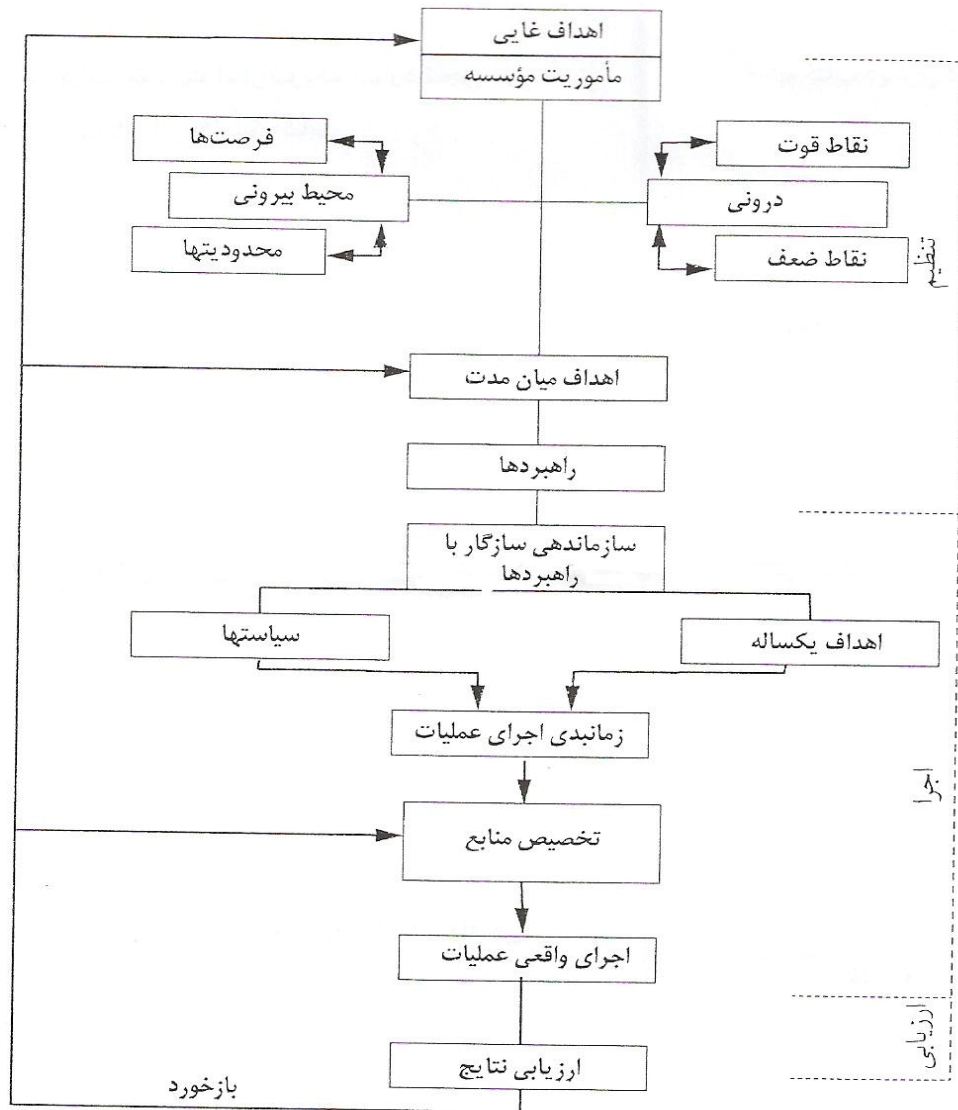 اهداف غایی
مأموریت مؤسسه
نقاط قوت
فرصت‌ها
درونی
محیط بیرونی
نقاط ضعف
محدودیتها
تنظیم
اهداف میان مدت
راهبردها
سازماندهی سازگار با
راهبردها
اهداف یکساله
سیاستها
زمانبدی اجرای عملیات
اجرا
تخصیص منابع
اجرای واقعی عملیات
ارزیابی
ارزیابی نتایج
بازخورد